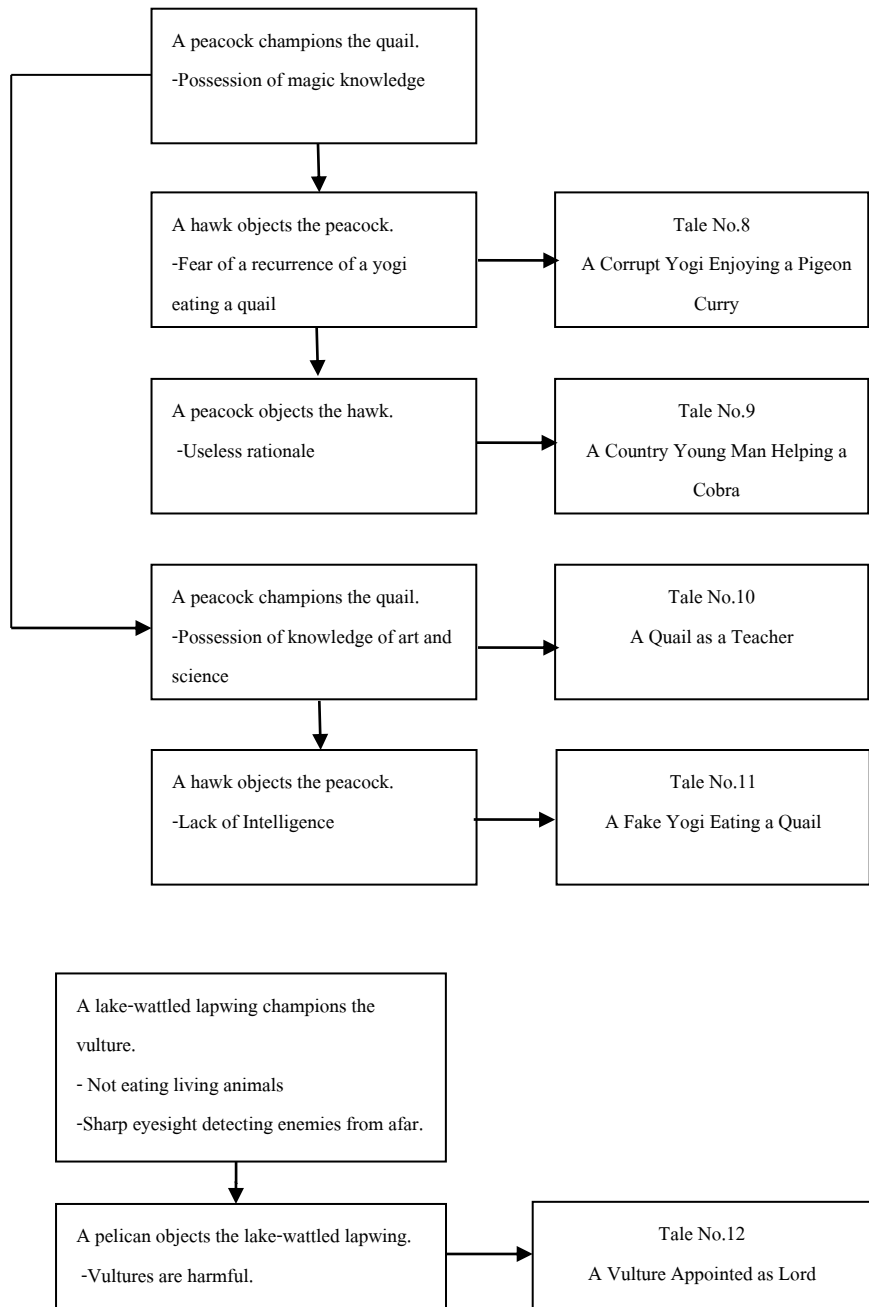 A peacock champions the quail.
-Possession of magic knowledge
A hawk objects the peacock.
-Fear of a recurrence of a yogi
eating a quail
Tale No.8
A Corrupt Yogi Enjoying a Pigeon
Curry
A peacock objects the hawk.
-Useless rationale
Tale No.9
A Country Young Man Helping a
Cobra
A peacock champions the quail.
-Possession of knowledge of art and
science
Tale No.10
A Quail as a Teacher
A hawk objects the peacock.
-Lack of Intelligence
Tale No.11
A Fake Yogi Eating a Quail
A lake-wattled lapwing champions the
vulture.
- Not eating living animals
-Sharp eyesight detecting enemies from afar.
A pelican objects the lake-wattled lapwing.
-Vultures are harmful.
Tale No.12
A Vulture Appointed as Lord